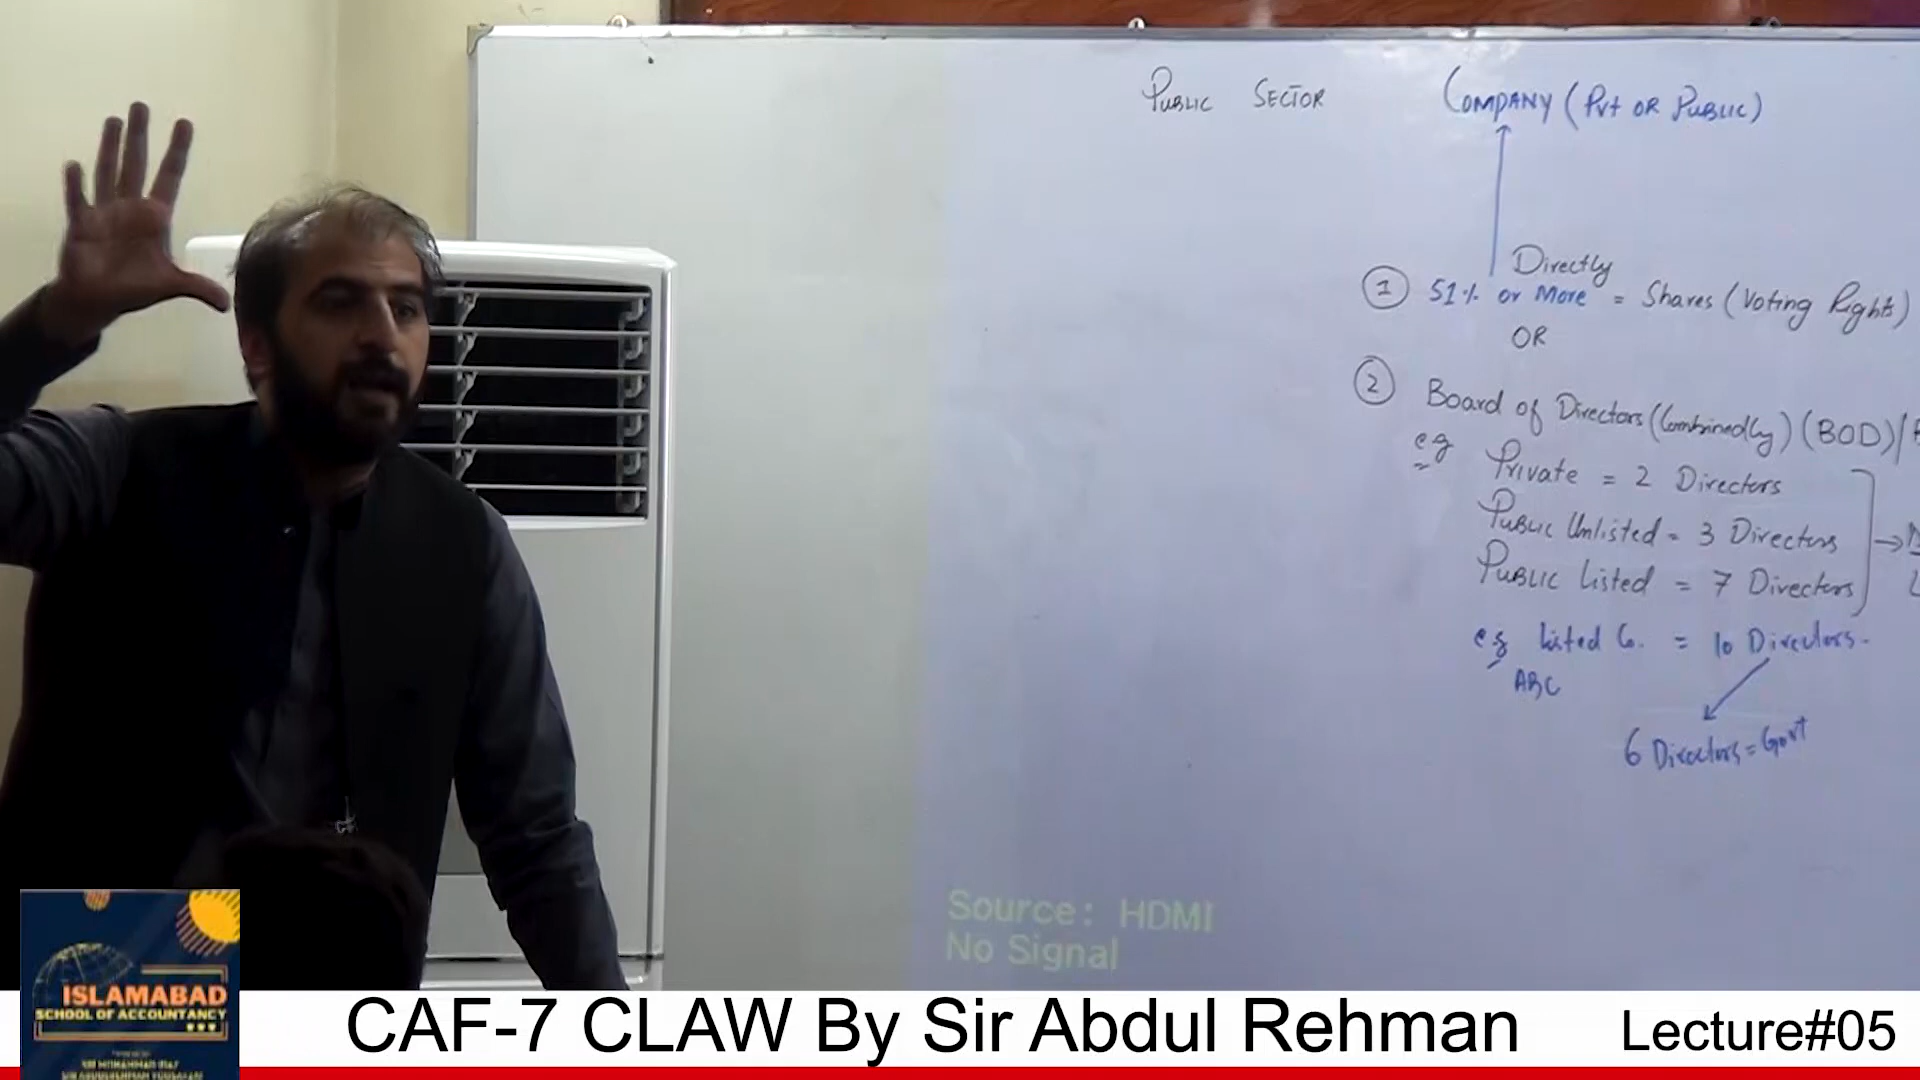 PUBLIC SECTOR COMPANY (Pvt OR PUBLIC)
Directly
1 51% or More = Shares (Voting Rights)
OR
2 Board of Directors (Combinedly) (BOD)/
eg Private = 2 Directors
Public Unlisted = 3 Directors
PUBLIC Listed = 7 Directors
eg Listed Co. = 10 Directors.
ABC
6 Directors = Govt
Source: HDMI
No Signal
ISLAMABAD
SCHOOL OF ACCOUNTANCY
CAF-7 CLAW By Sir Abdul Rehman
Lecture#05